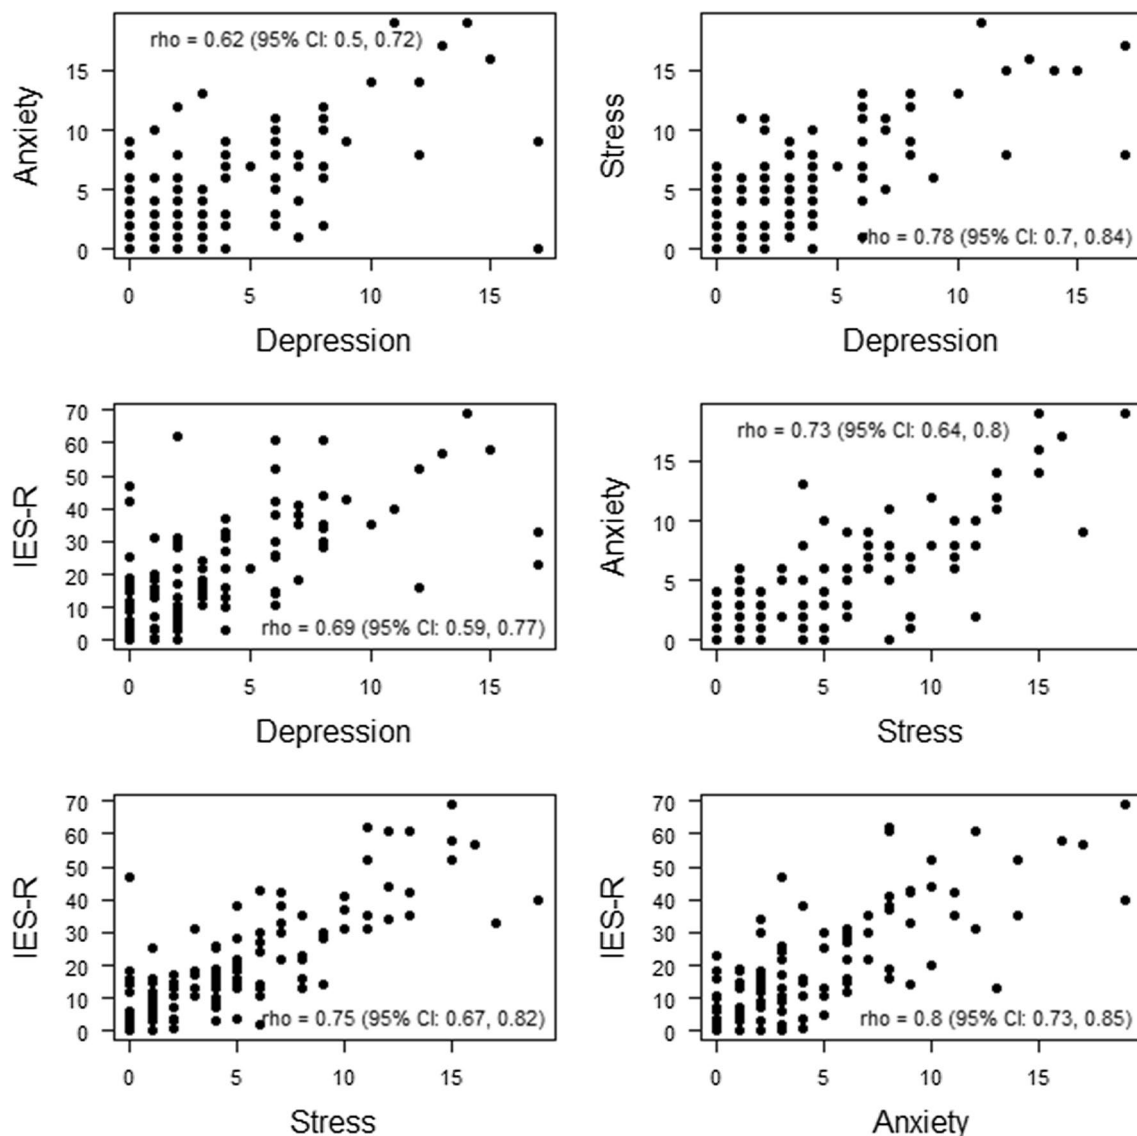 rho = 0.62 (95% CI: 0.5, 0.72)
Anxiety
15
10
5
0
0 5 10 15
Depression
Stress
15
10
5
0
rho = 0.78 (95% CI: 0.7, 0.84)
0 5 10 15
Depression
IES-R
70
60
50
40
30
20
10
0
rho = 0.69 (95% CI: 0.59, 0.77)
0 5 10 15
Depression
rho = 0.73 (95% CI: 0.64, 0.8)
Anxiety
15
10
5
0
0 5 10 15
Stress
IES-R
70
60
50
40
30
20
10
0
rho = 0.75 (95% CI: 0.67, 0.82)
0 5 10 15
Stress
IES-R
70
60
50
40
30
20
10
0
rho = 0.8 (95% CI: 0.73, 0.85)
0 5 10 15
Anxiety